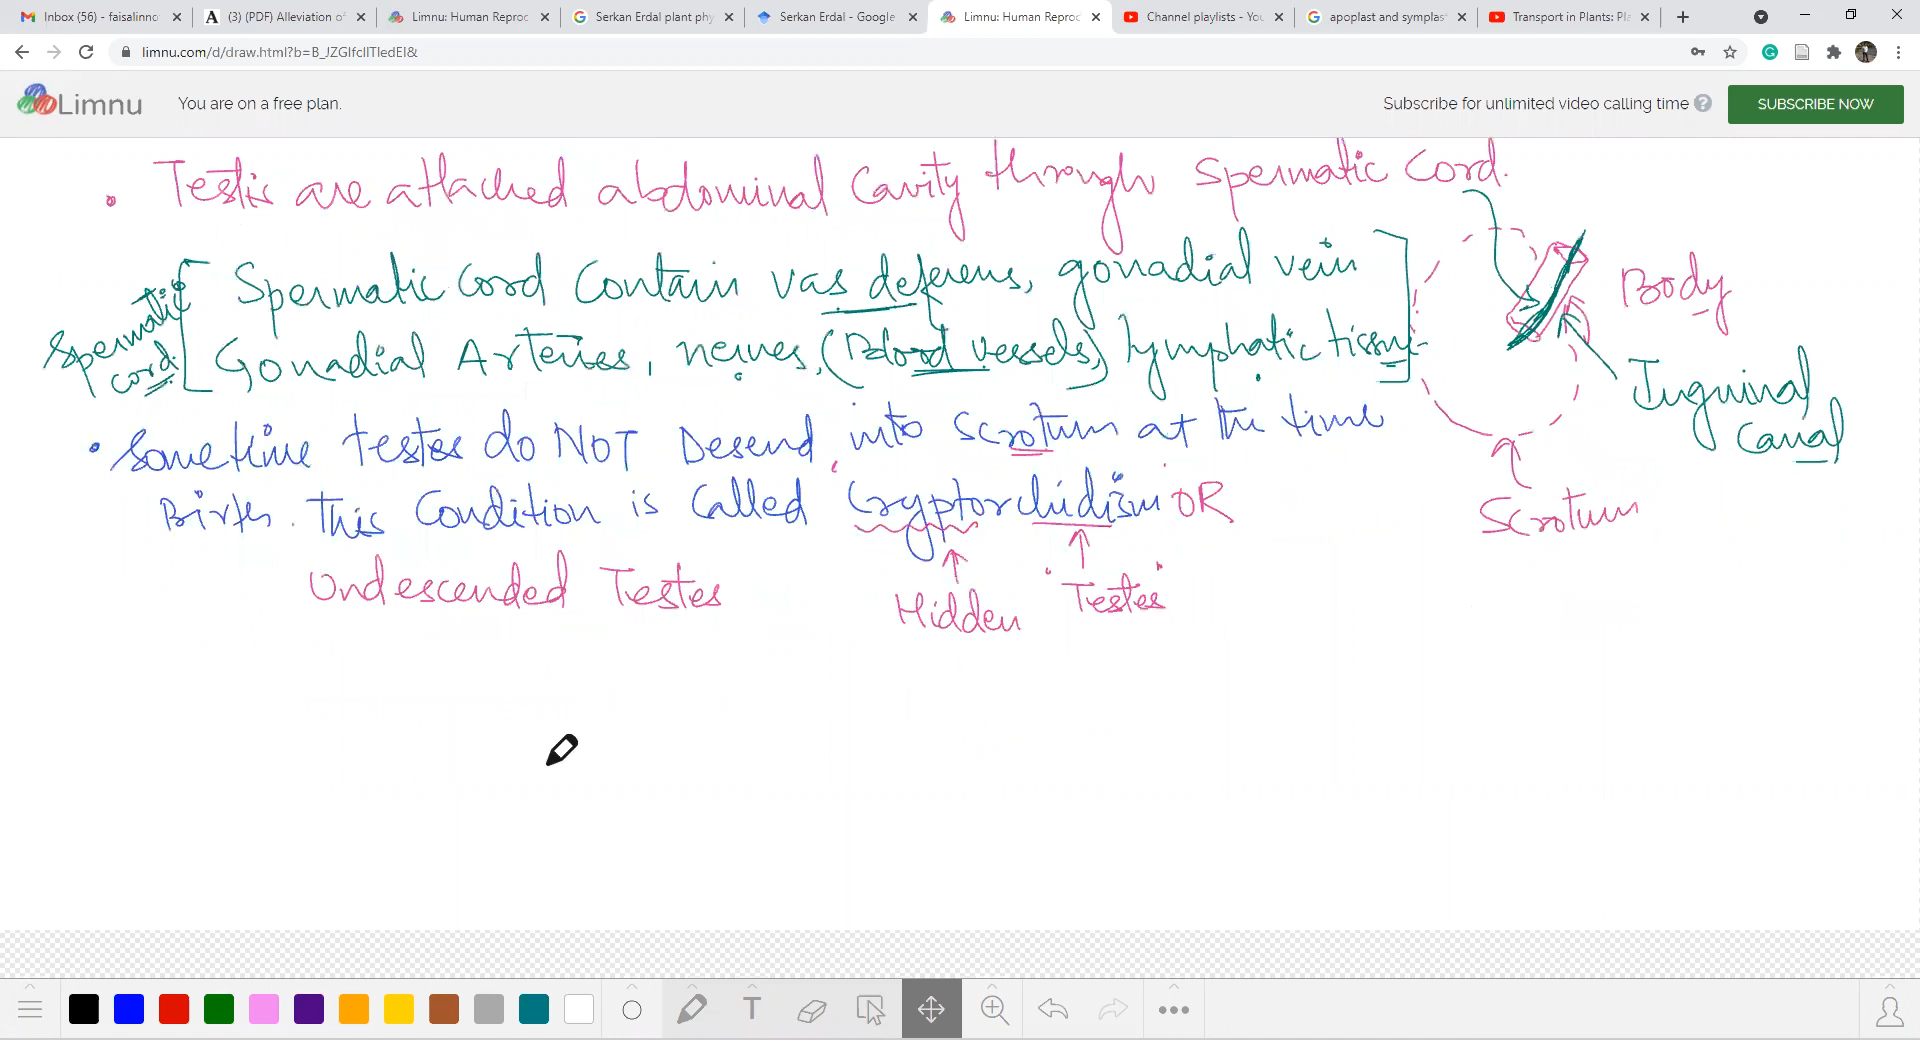 Inbox (56) - faisalinno
(3) (PDF) Alleviation of
Limnu: Human Reproc
Serkan Erdal plant phy
Serkan Erdal - Google
Limnu: Human Reproc
Channel playlists - You
apoplast and symplas
Transport in Plants: Pla
limnu.com/d/draw.html?b=B_JZGlfcIlTledEI&
Limnu
You are on a free plan.
Subscribe for unlimited video calling time ?
SUBSCRIBE NOW
• Testis are attached abdominal Cavity through Spermatic Cord.
Spermatic cord
[ Spermatic Cord Contain vas deferens, gonadial vein
Gonadial Arteries, nerves, (Blood vessels) lymphatic tissue ]
• Sometime testes do NOT Desend into Scrotum at the time
Birth. This Condition is Called Cryptorchidism OR
Undescended Testes
Hidden
Testes
Body
Inguinal
Canal
Scrotum
T